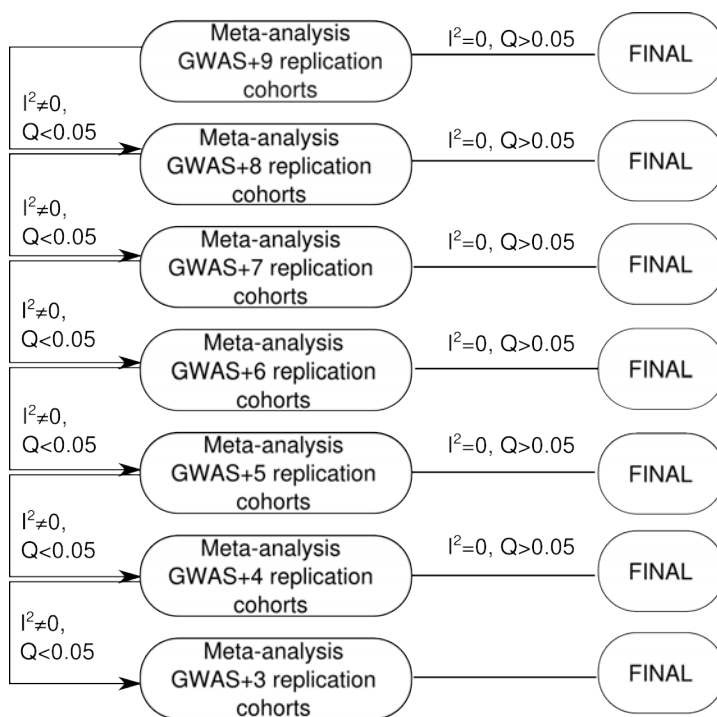 Meta-analysis
GWAS+9 replication
cohorts
I²=0, Q>0.05
FINAL
I²≠0,
Q<0.05
Meta-analysis
GWAS+8 replication
cohorts
I²=0, Q>0.05
FINAL
I²≠0,
Q<0.05
Meta-analysis
GWAS+7 replication
cohorts
I²=0, Q>0.05
FINAL
I²≠0,
Q<0.05
Meta-analysis
GWAS+6 replication
cohorts
I²=0, Q>0.05
FINAL
I²≠0,
Q<0.05
Meta-analysis
GWAS+5 replication
cohorts
I²=0, Q>0.05
FINAL
I²≠0,
Q<0.05
Meta-analysis
GWAS+4 replication
cohorts
I²=0, Q>0.05
FINAL
I²≠0,
Q<0.05
Meta-analysis
GWAS+3 replication
cohorts
FINAL